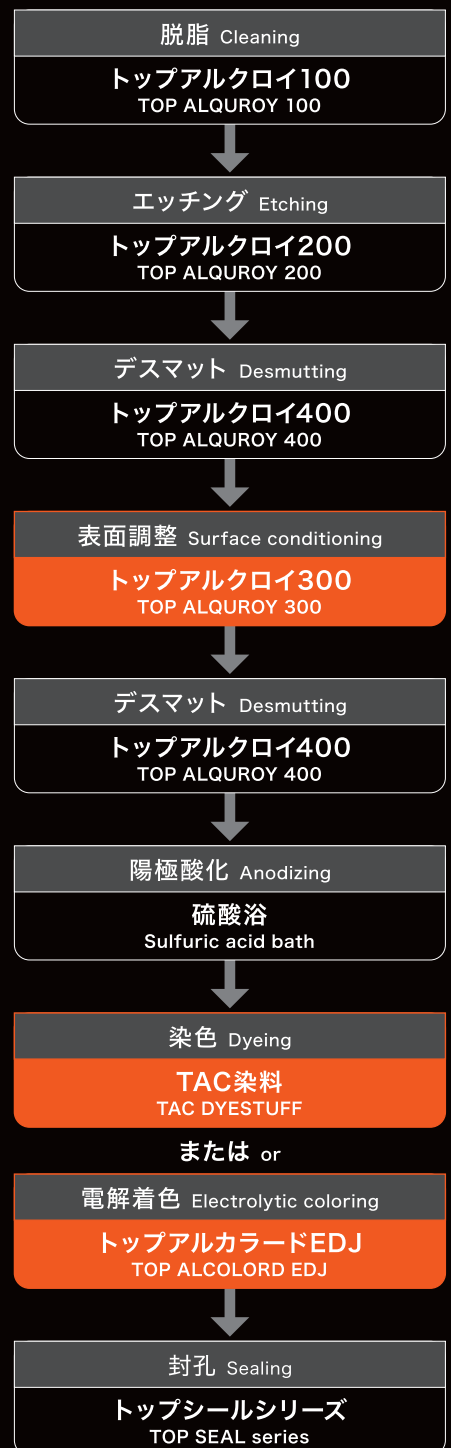 脱脂 Cleaning
トップアルクロイ100
TOP ALQUROY 100
エッチング Etching
トップアルクロイ200
TOP ALQUROY 200
デスマット Desmutting
トップアルクロイ400
TOP ALQUROY 400
表面調整 Surface conditioning
トップアルクロイ300
TOP ALQUROY 300
デスマット Desmutting
トップアルクロイ400
TOP ALQUROY 400
陽極酸化 Anodizing
硫酸浴
Sulfuric acid bath
染色 Dyeing
TAC染料
TAC DYESTUFF
または or
電解着色 Electrolytic coloring
トップアルカラードEDJ
TOP ALCOLORD EDJ
封孔 Sealing
トップシールシリーズ
TOP SEAL series